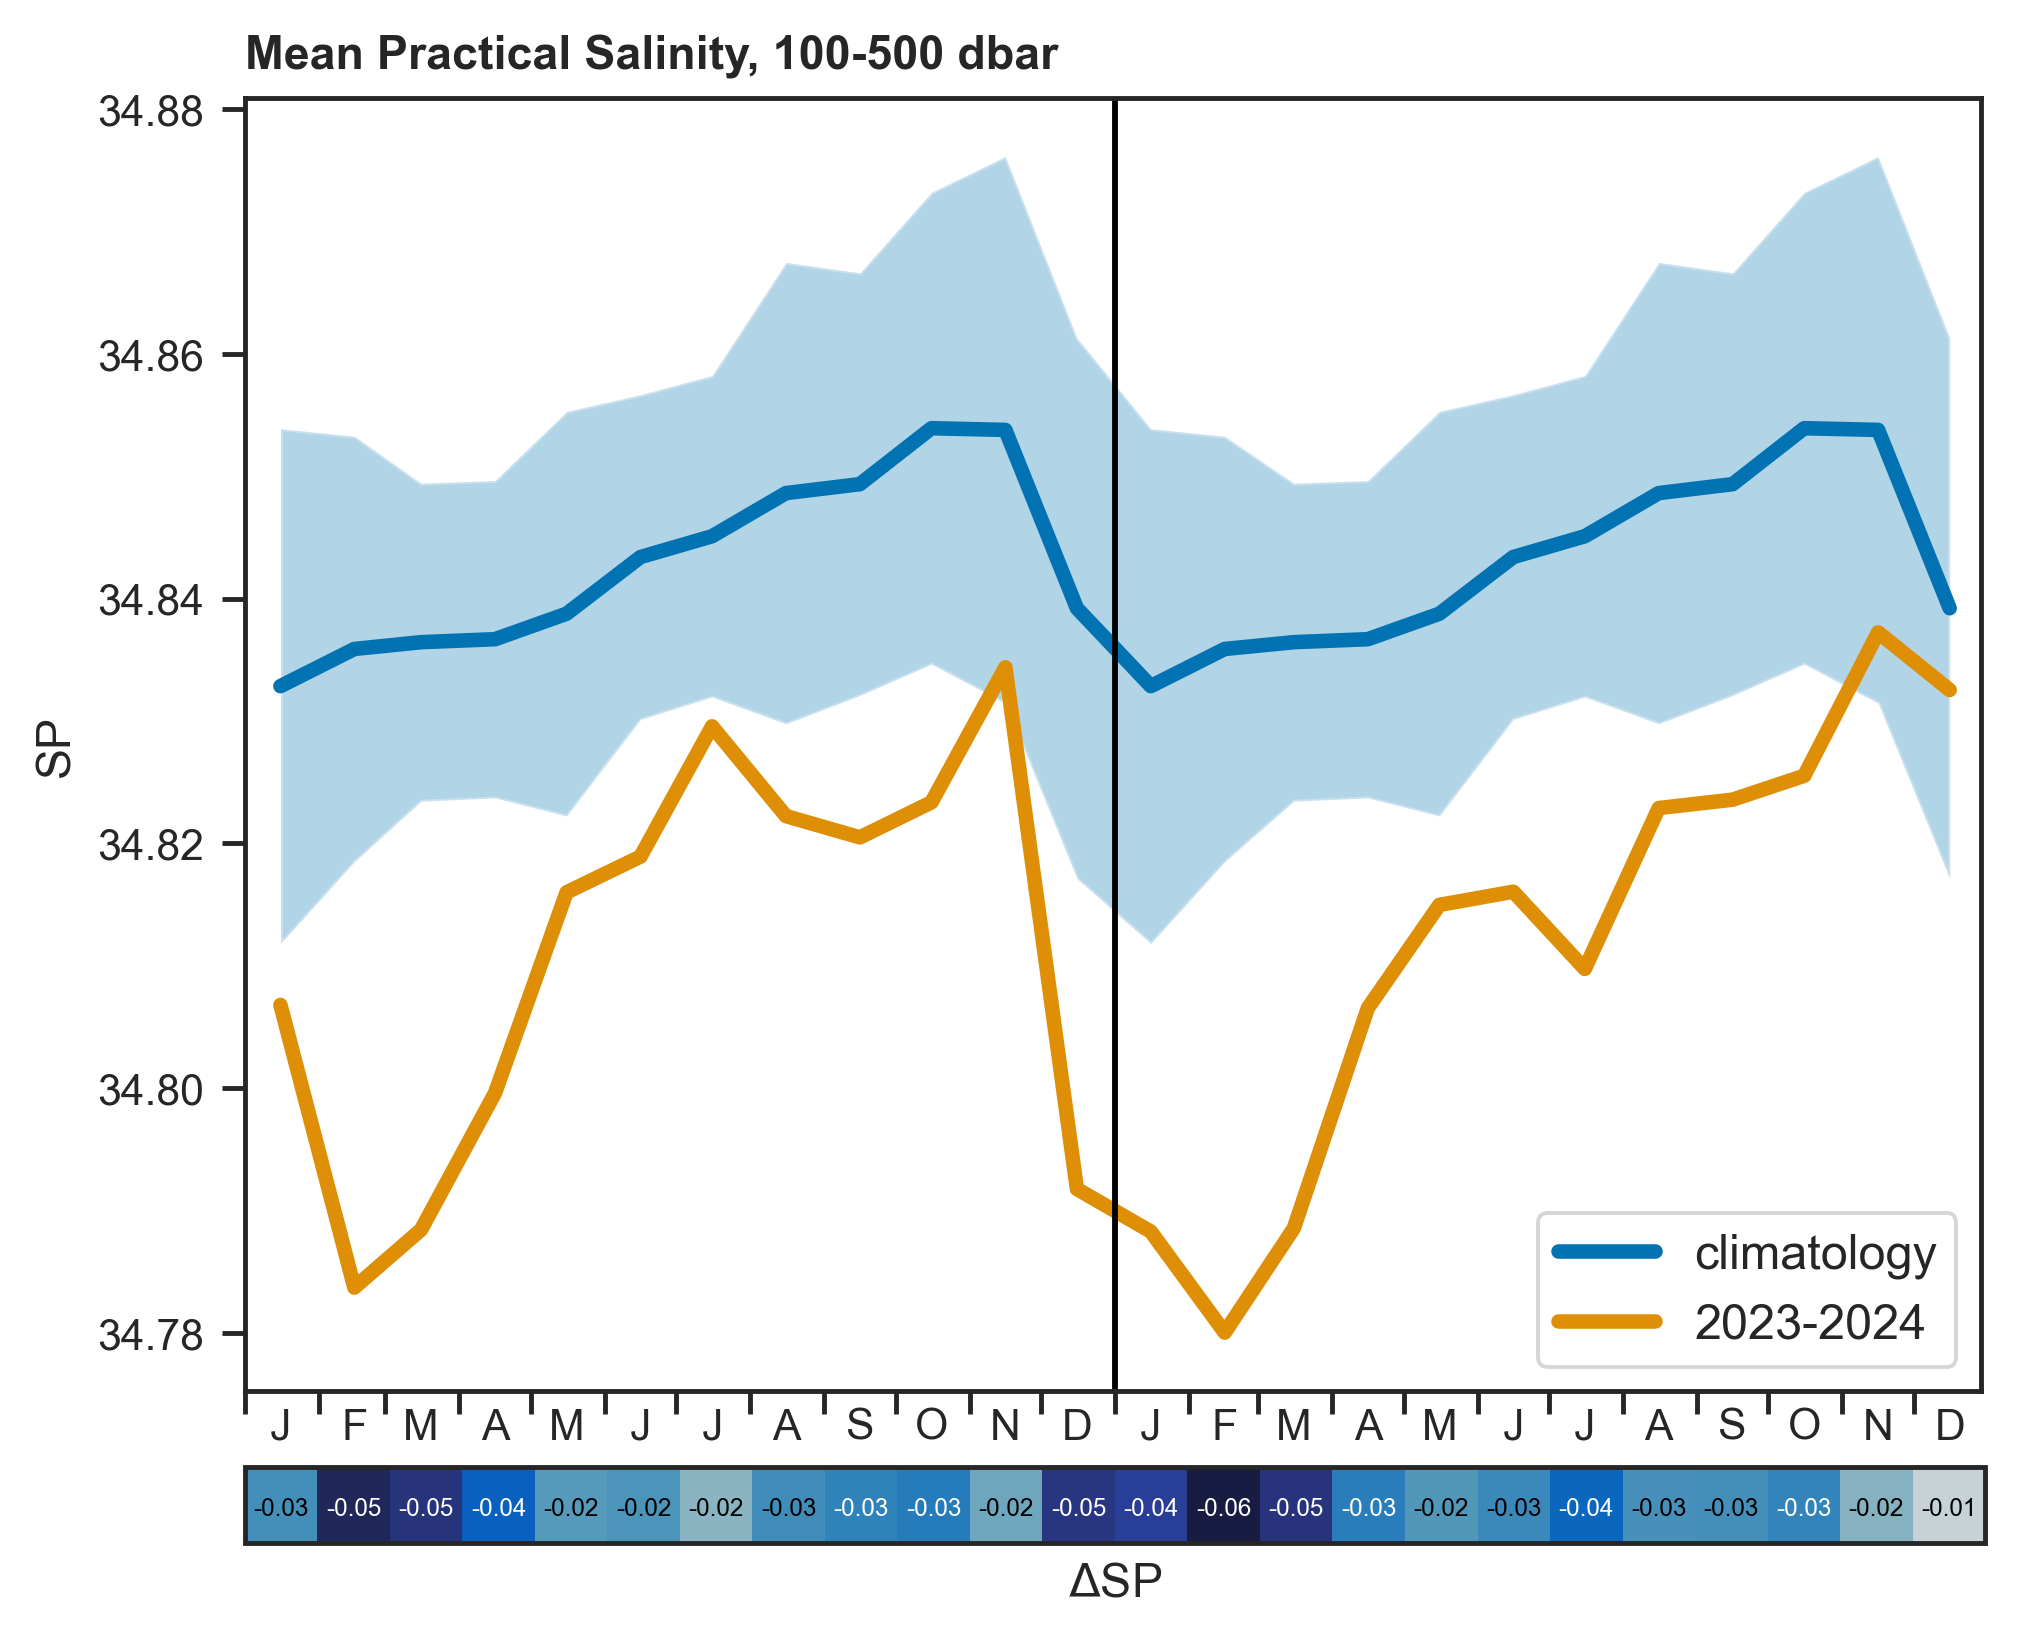 Mean Practical Salinity, 100-500 dbar
34.88
34.86
34.84
34.82
34.80
34.78
SP
climatology
2023-2024
J F M A M J J A S O N D J F M A M J J A S O N D
-0.03 -0.05 -0.05 -0.04 -0.02 -0.02 -0.02 -0.03 -0.03 -0.03 -0.02 -0.05 -0.04 -0.06 -0.05 -0.03 -0.02 -0.03 -0.04 -0.03 -0.03 -0.03 -0.02 -0.01
ΔSP